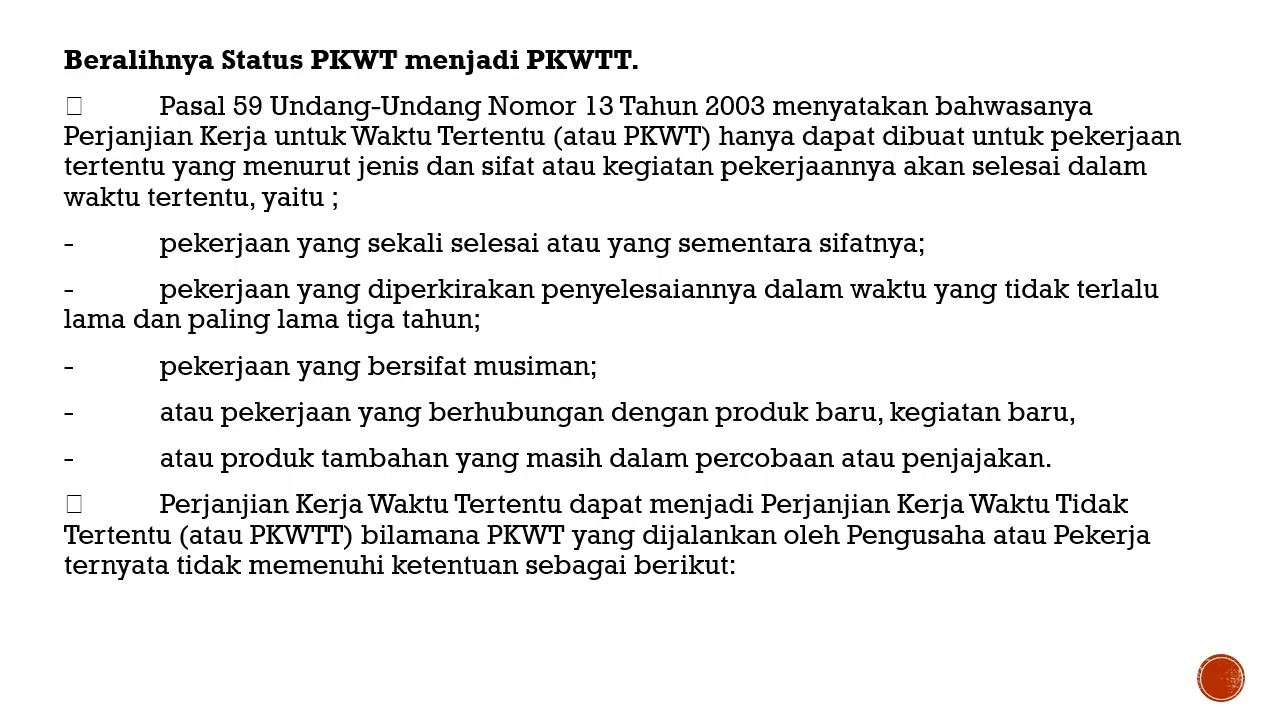 Beralihnya Status PKWT menjadi PKWTT.
Pasal 59 Undang-Undang Nomor 13 Tahun 2003 menyatakan bahwasanya
Perjanjian Kerja untuk Waktu Tertentu (atau PKWT) hanya dapat dibuat untuk pekerjaan
tertentu yang menurut jenis dan sifat atau kegiatan pekerjaannya akan selesai dalam
waktu tertentu, yaitu ;
- pekerjaan yang sekali selesai atau yang sementara sifatnya;
- pekerjaan yang diperkirakan penyelesaiannya dalam waktu yang tidak terlalu
lama dan paling lama tiga tahun;
- pekerjaan yang bersifat musiman;
- atau pekerjaan yang berhubungan dengan produk baru, kegiatan baru,
- atau produk tambahan yang masih dalam percobaan atau penjajakan.
Perjanjian Kerja Waktu Tertentu dapat menjadi Perjanjian Kerja Waktu Tidak
Tertentu (atau PKWTT) bilamana PKWT yang dijalankan oleh Pengusaha atau Pekerja
ternyata tidak memenuhi ketentuan sebagai berikut: